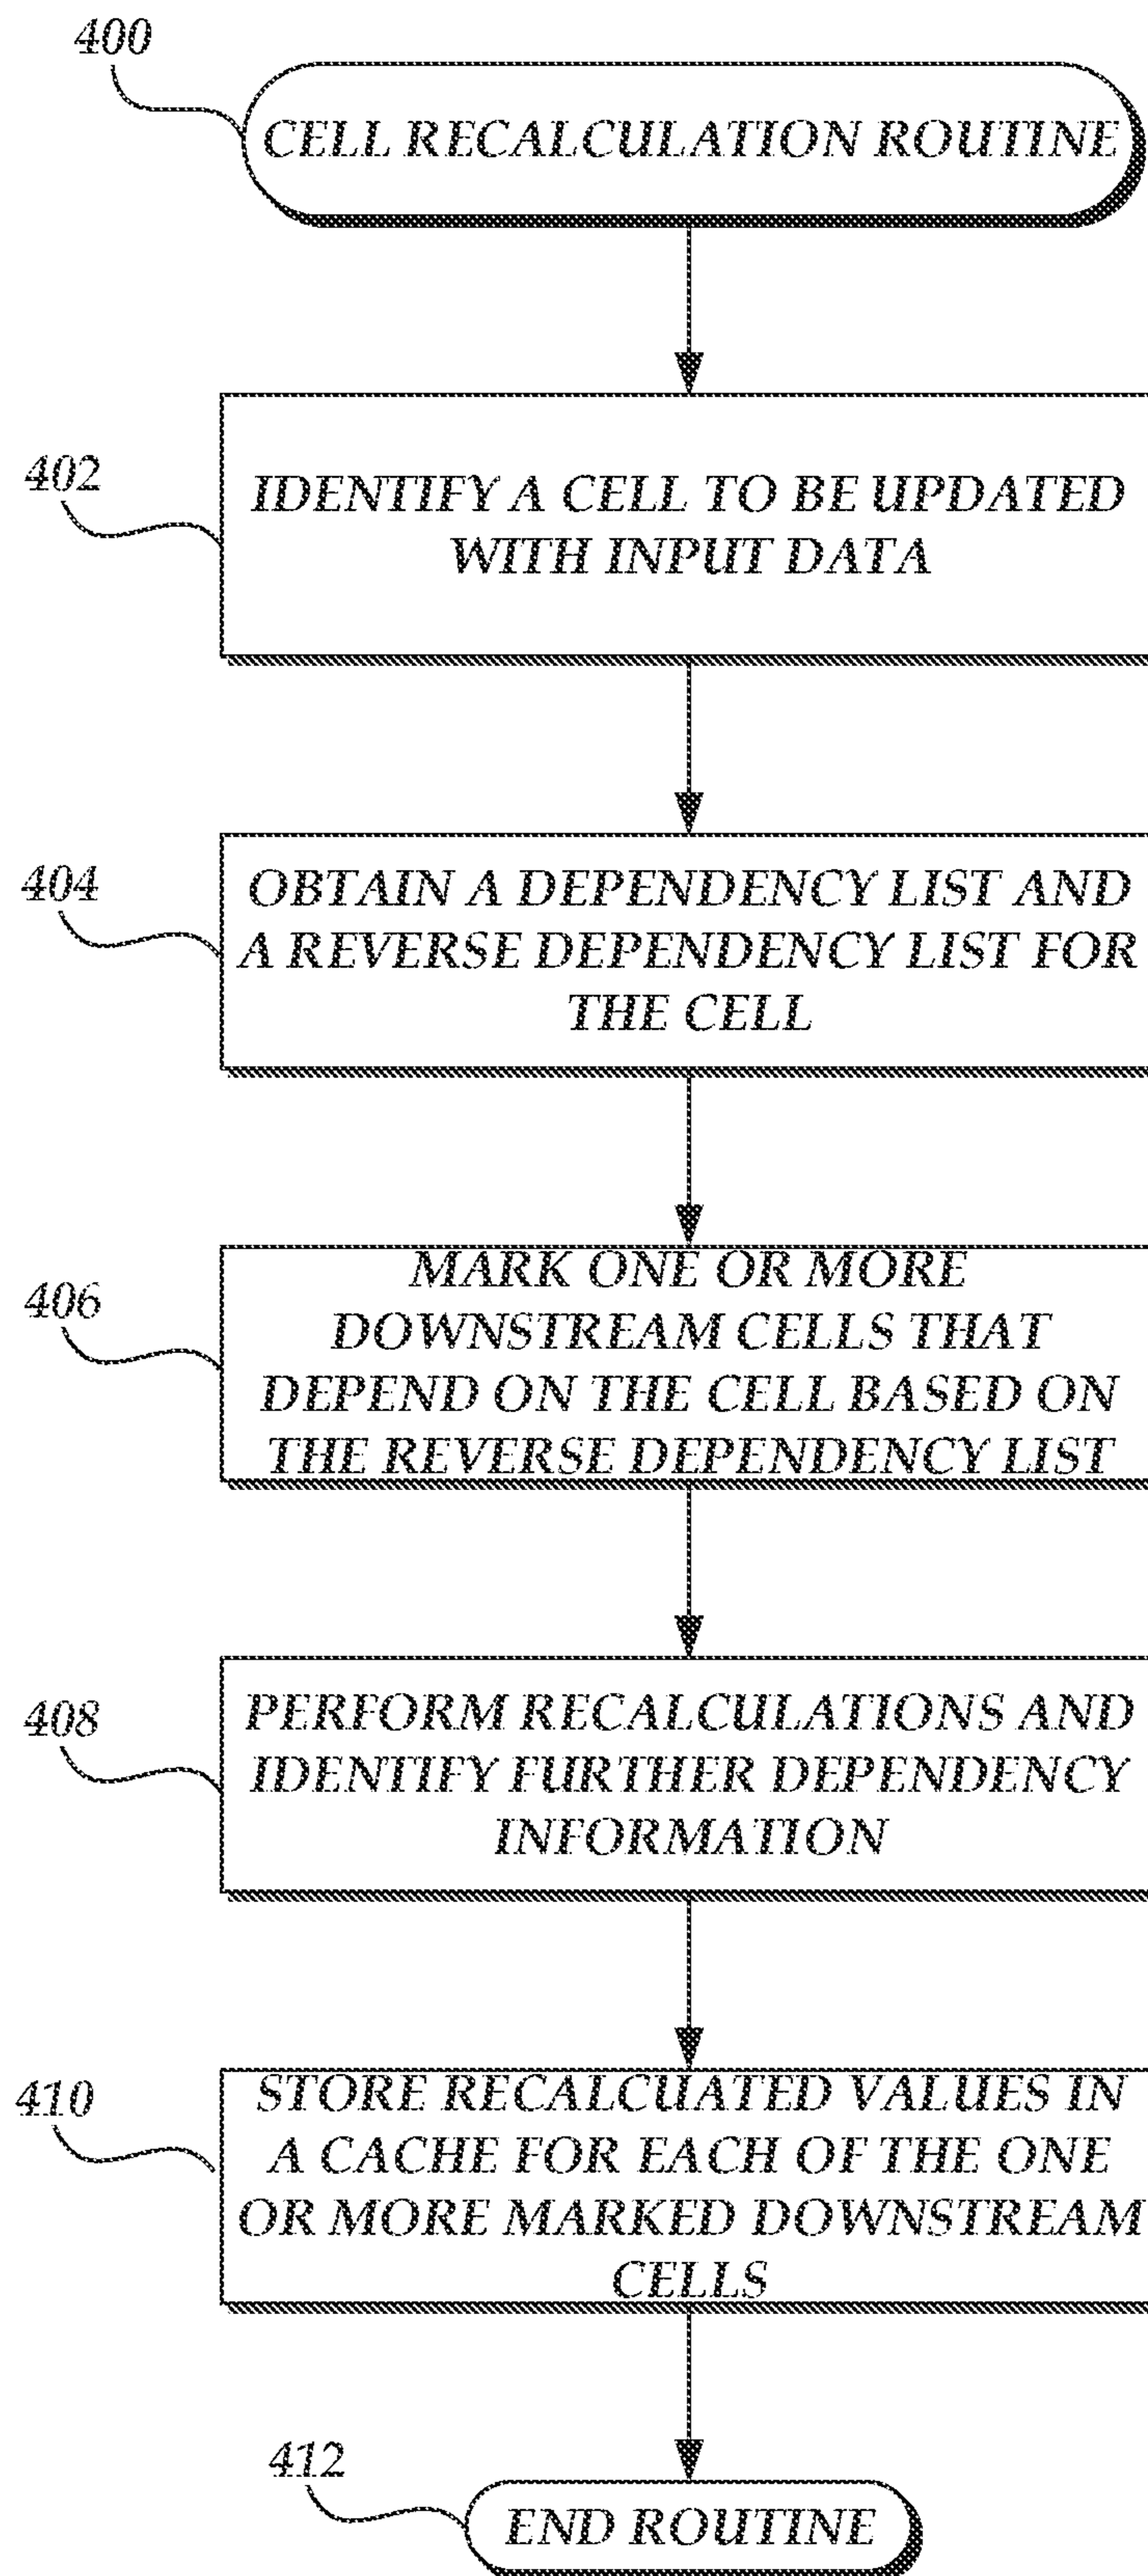 400
CELL RECALCULATION ROUTINE
402
IDENTIFY A CELL TO BE UPDATED
WITH INPUT DATA
404
OBTAIN A DEPENDENCY LIST AND
A REVERSE DEPENDENCY LIST FOR
THE CELL
406
MARK ONE OR MORE
DOWNSTREAM CELLS THAT
DEPEND ON THE CELL BASED ON
THE REVERSE DEPENDENCY LIST
408
PERFORM RECALCULATIONS AND
IDENTIFY FURTHER DEPENDENCY
INFORMATION
410
STORE RECALCUATED VALUES IN
A CACHE FOR EACH OF THE ONE
OR MORE MARKED DOWNSTREAM
CELLS
412
END ROUTINE